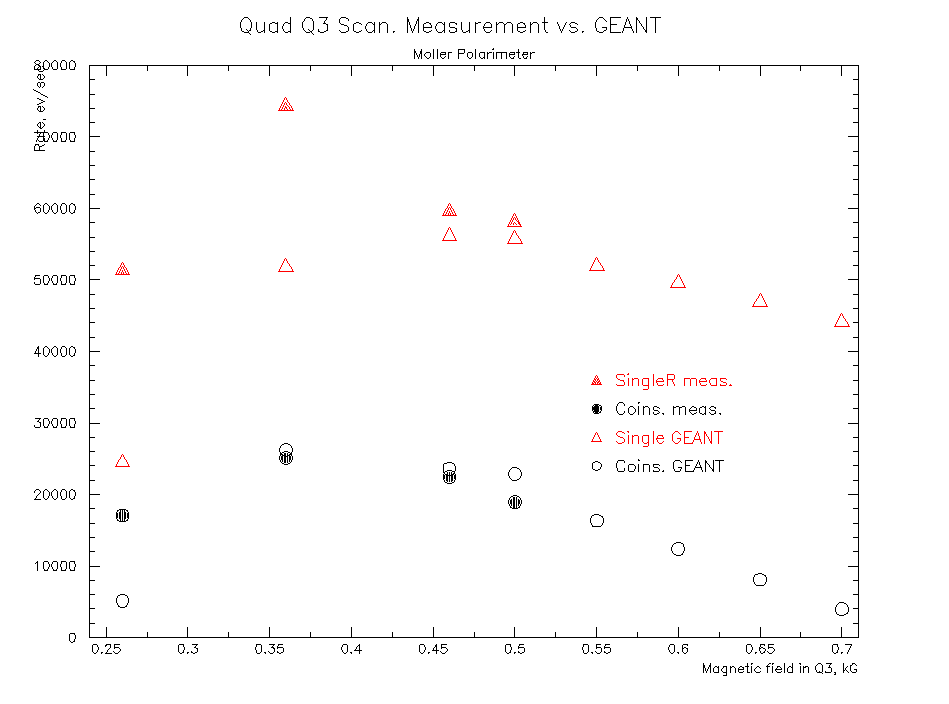 Quad Q3 Scan. Measurement vs. GEANT
Moller Polarimeter
Rate, ev/sec
80000
70000
60000
50000
40000
30000
20000
10000
0
SingleR meas.
Coins. meas.
Single GEANT
Coins. GEANT
0.25 0.3 0.35 0.4 0.45 0.5 0.55 0.6 0.65 0.7
Magnetic field in Q3, kG